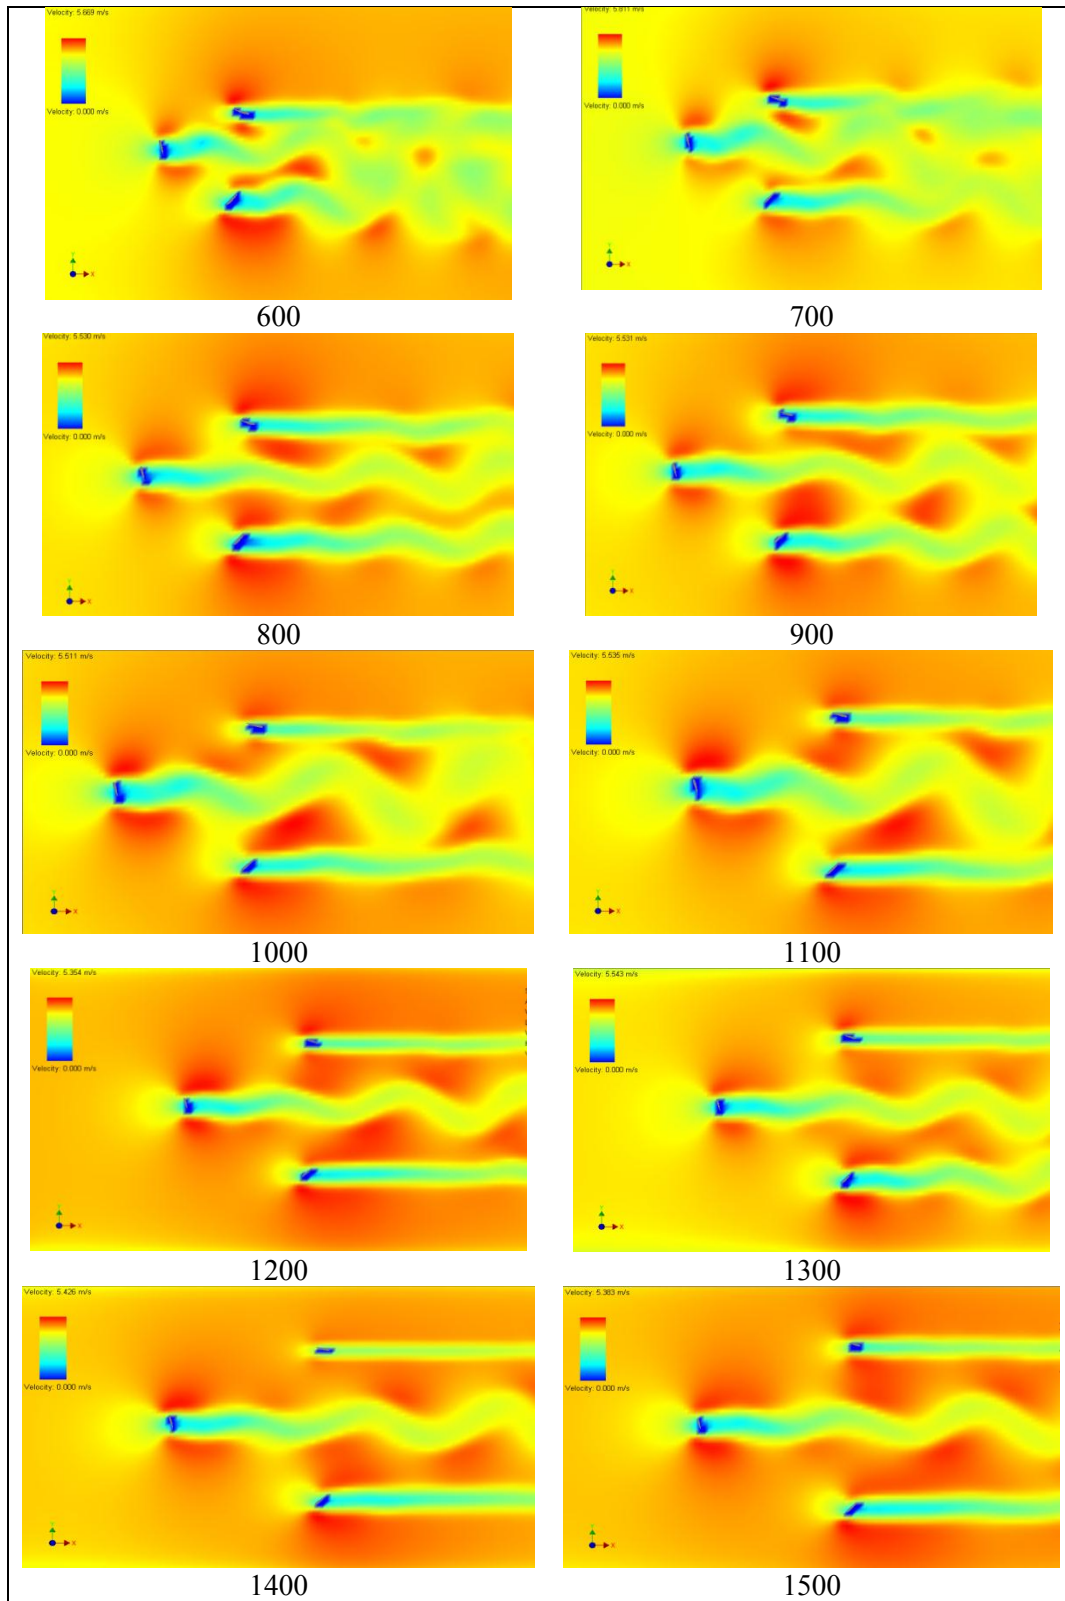 Velocity: 5.669 m/s
Velocity: 0.000 m/s
Y
X
600
Velocity: 5.811 m/s
Velocity: 0.000 m/s
Y
X
700
Velocity: 5.530 m/s
Velocity: 0.000 m/s
Y
X
800
Velocity: 5.531 m/s
Velocity: 0.000 m/s
Y
X
900
Velocity: 5.511 m/s
Velocity: 0.000 m/s
Y
X
1000
Velocity: 5.535 m/s
Velocity: 0.000 m/s
Y
X
1100
Velocity: 5.354 m/s
Velocity: 0.000 m/s
Y
X
1200
Velocity: 5.543 m/s
Velocity: 0.000 m/s
Y
X
1300
Velocity: 5.426 m/s
Velocity: 0.000 m/s
Y
X
1400
Velocity: 5.383 m/s
Velocity: 0.000 m/s
Y
X
1500